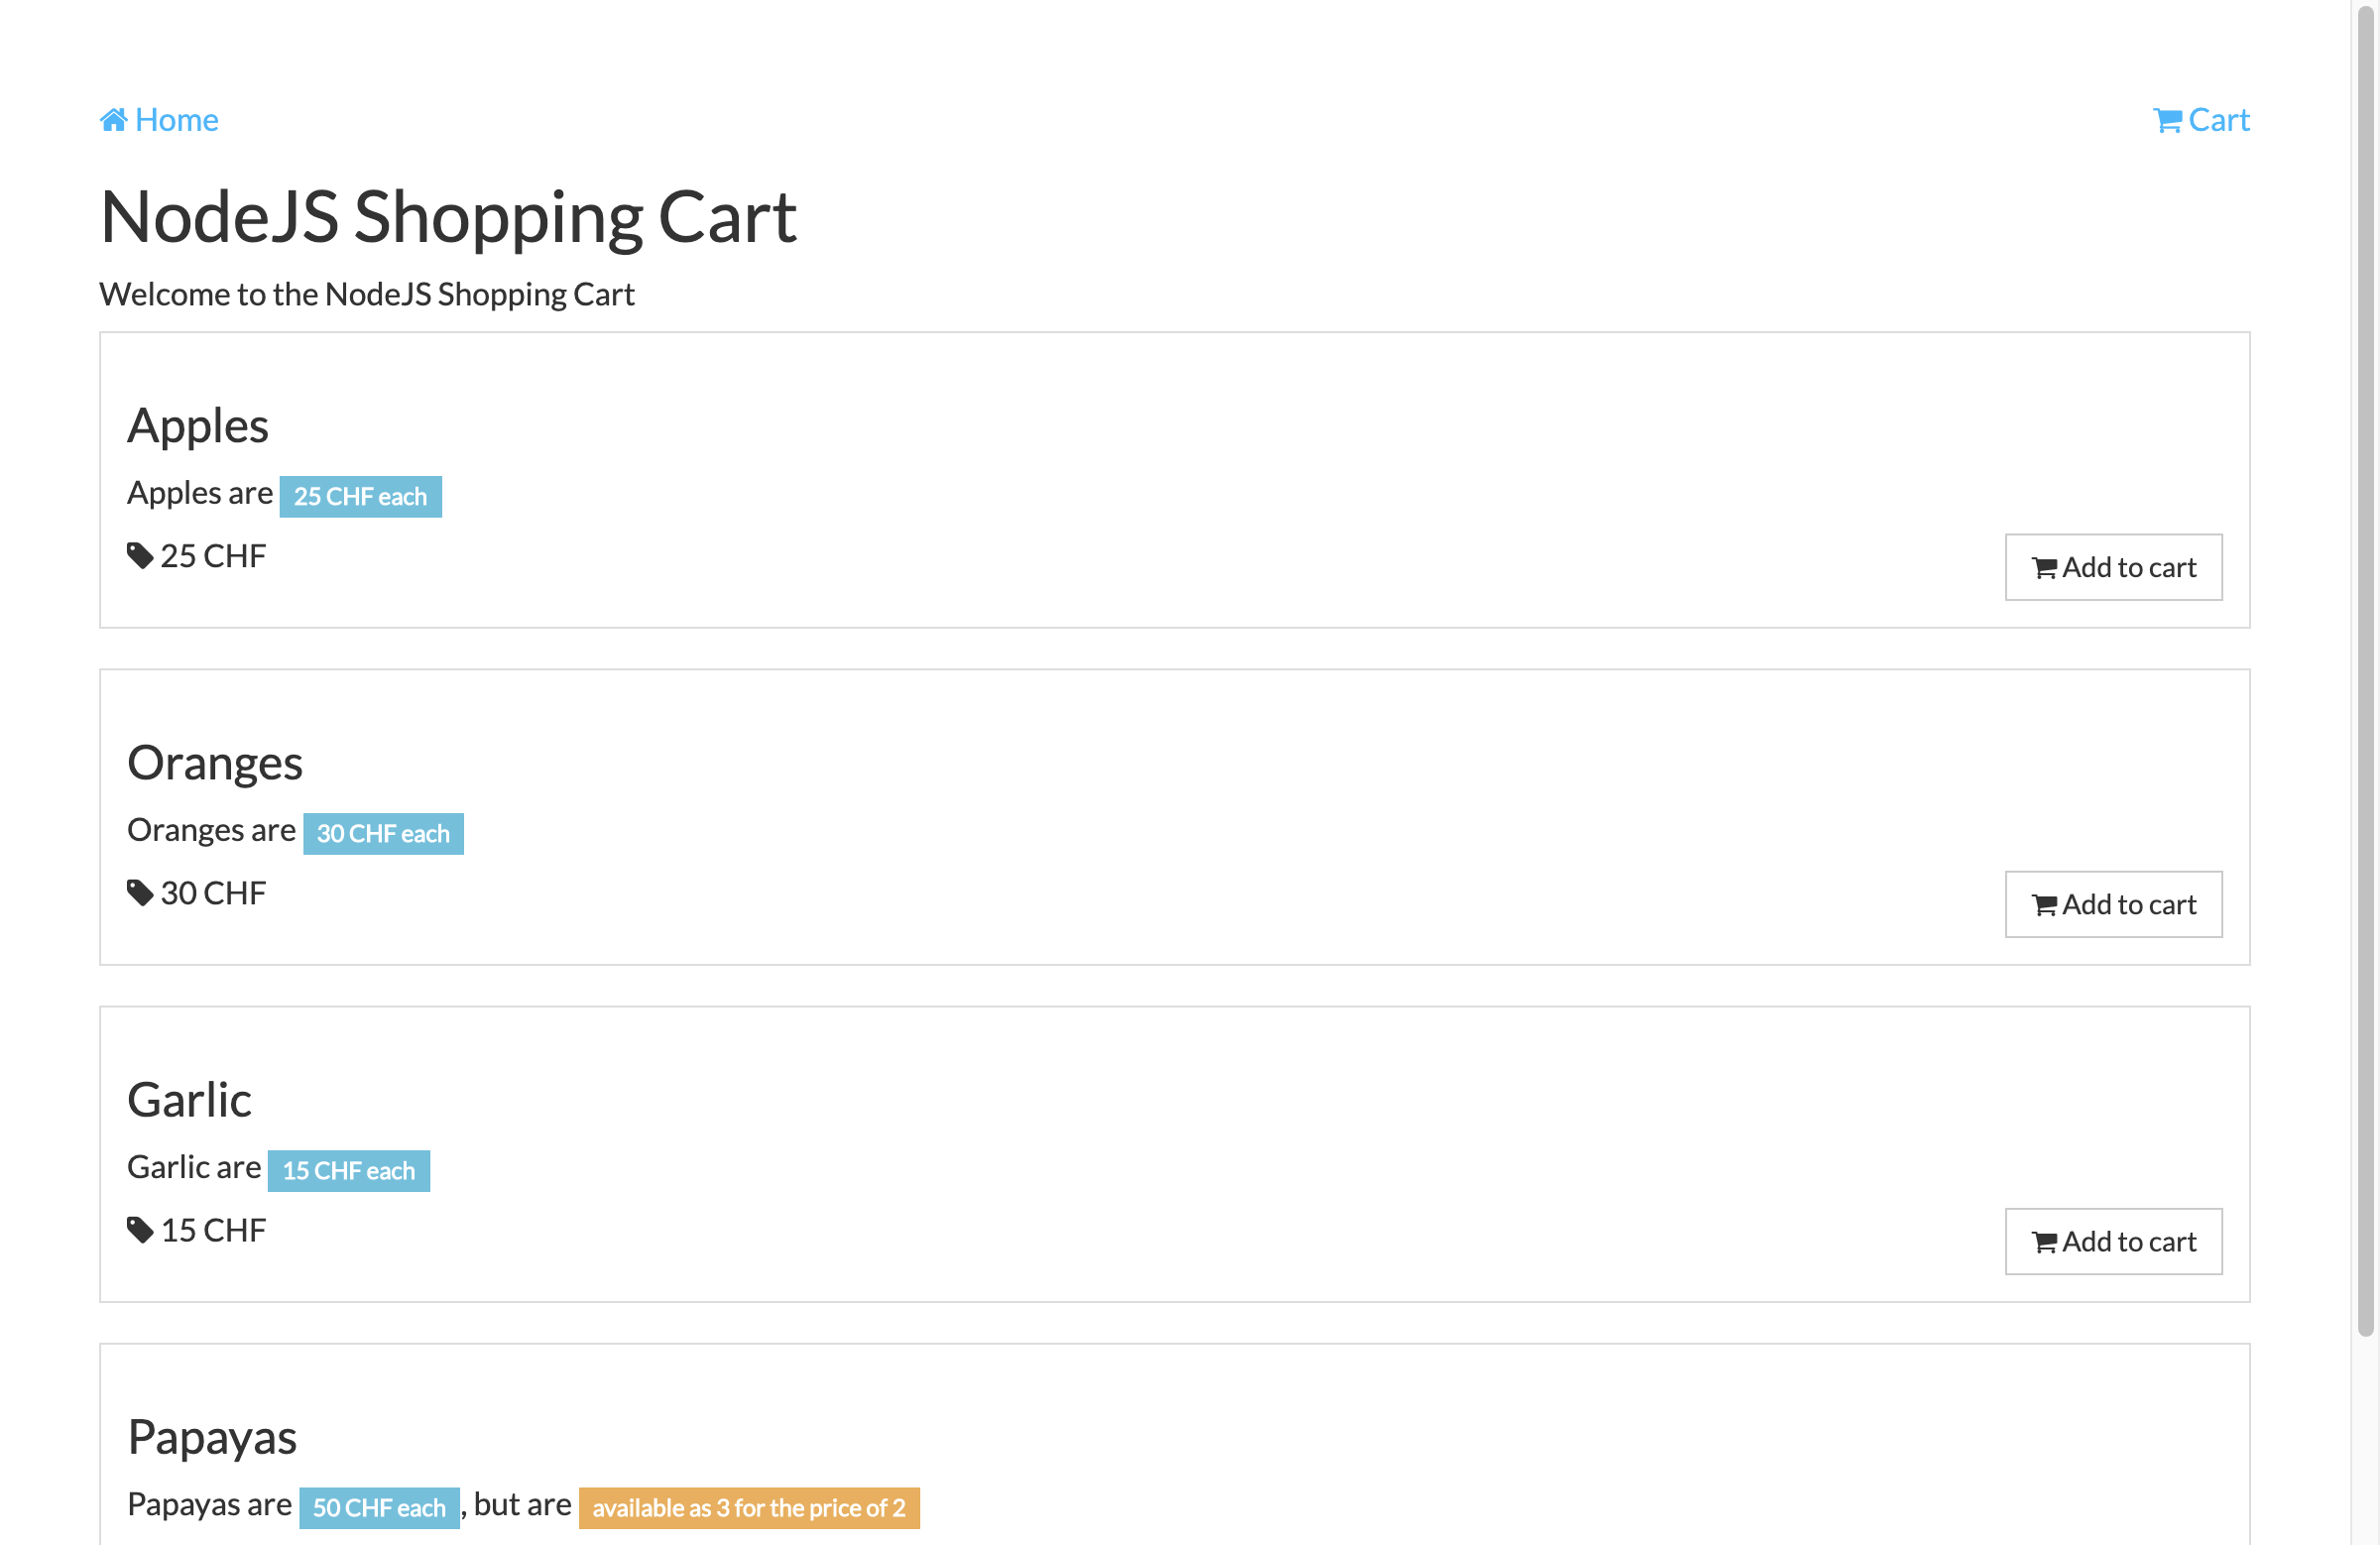 Home
Cart
NodeJS Shopping Cart
Welcome to the NodeJS Shopping Cart
Apples
Apples are 25 CHF each
25 CHF
Add to cart
Oranges
Oranges are 30 CHF each
30 CHF
Add to cart
Garlic
Garlic are 15 CHF each
15 CHF
Add to cart
Papayas
Papayas are 50 CHF each, but are available as 3 for the price of 2